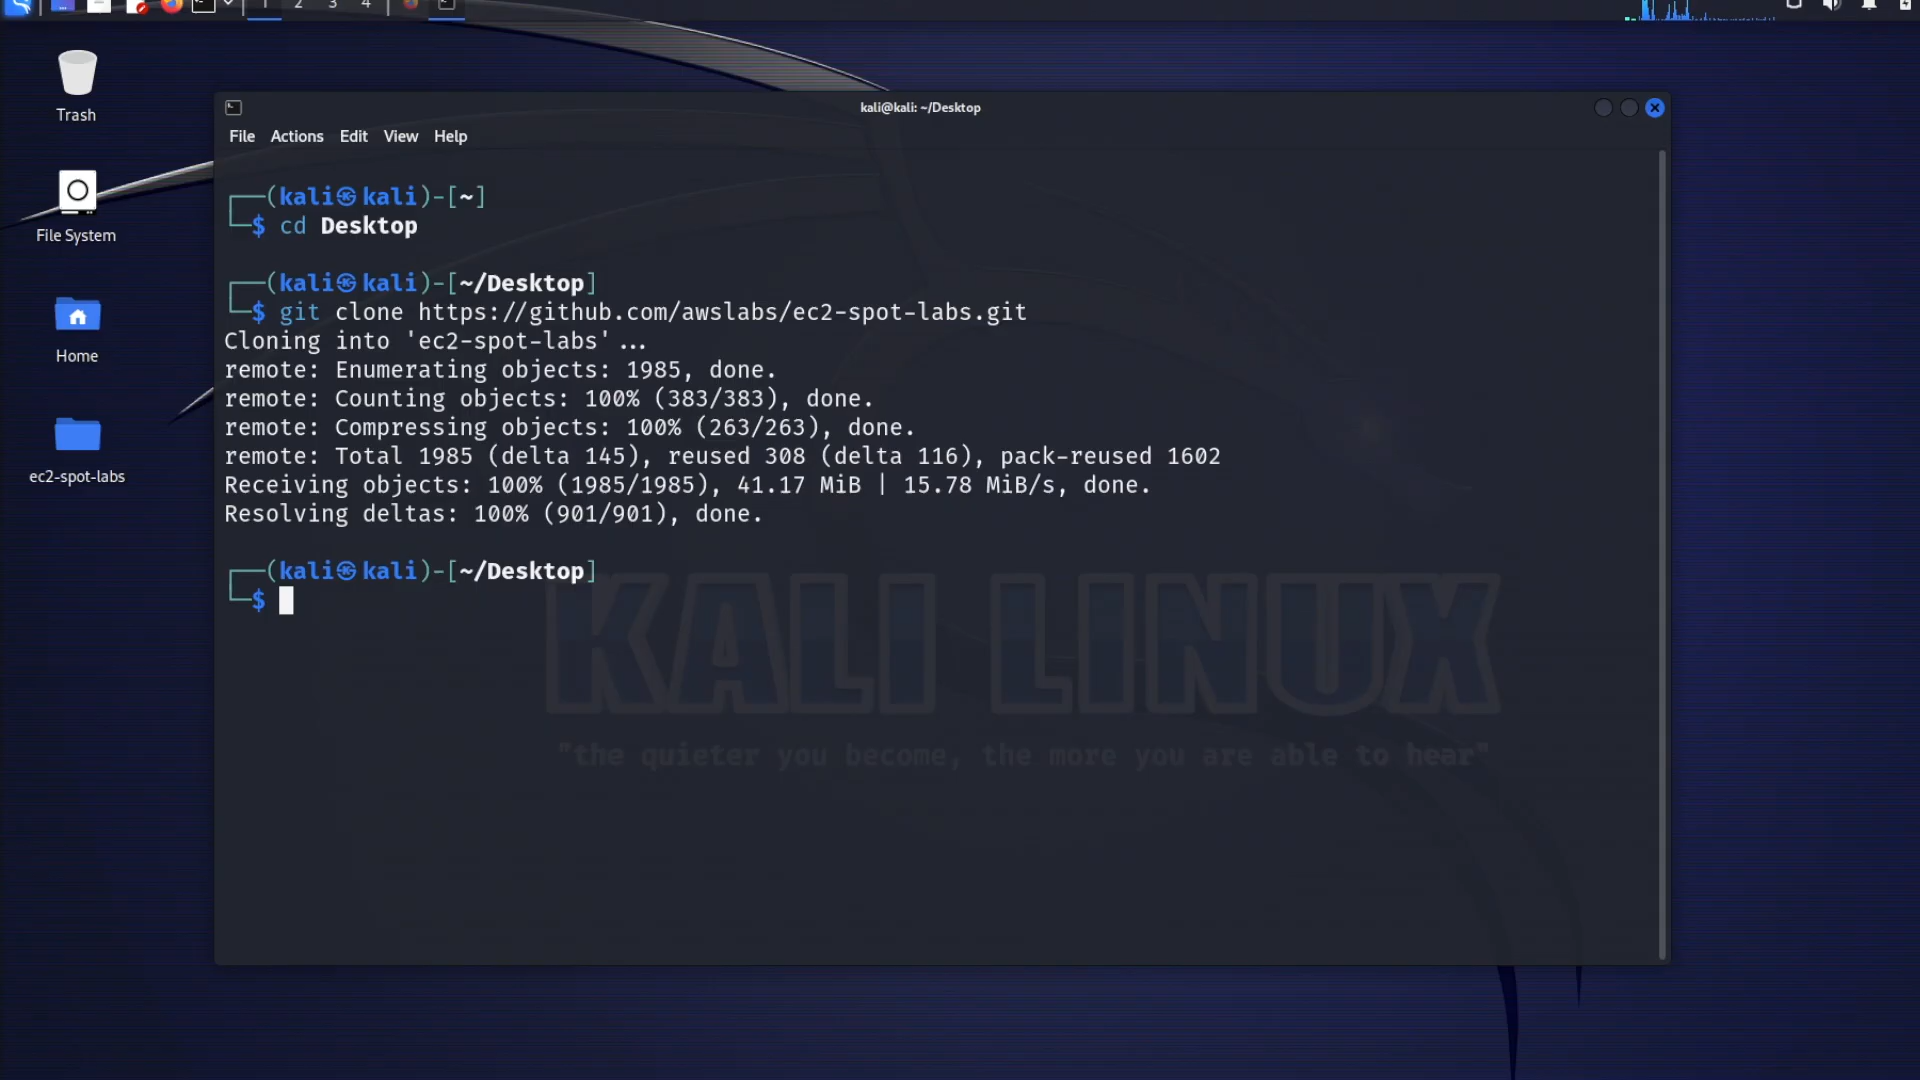 1 2 3 4
Trash
File System
Home
ec2-spot-labs
kali@kali: ~/Desktop
File Actions Edit View Help
┌──(kali㉿kali)-[~]
└─$ cd Desktop
┌──(kali㉿kali)-[~/Desktop]
└─$ git clone https://github.com/awslabs/ec2-spot-labs.git
Cloning into 'ec2-spot-labs'...
remote: Enumerating objects: 1985, done.
remote: Counting objects: 100% (383/383), done.
remote: Compressing objects: 100% (263/263), done.
remote: Total 1985 (delta 145), reused 308 (delta 116), pack-reused 1602
Receiving objects: 100% (1985/1985), 41.17 MiB | 15.78 MiB/s, done.
Resolving deltas: 100% (901/901), done.
┌──(kali㉿kali)-[~/Desktop]
└─$
KALI LINUX
"the quieter you become, the more you are able to hear"